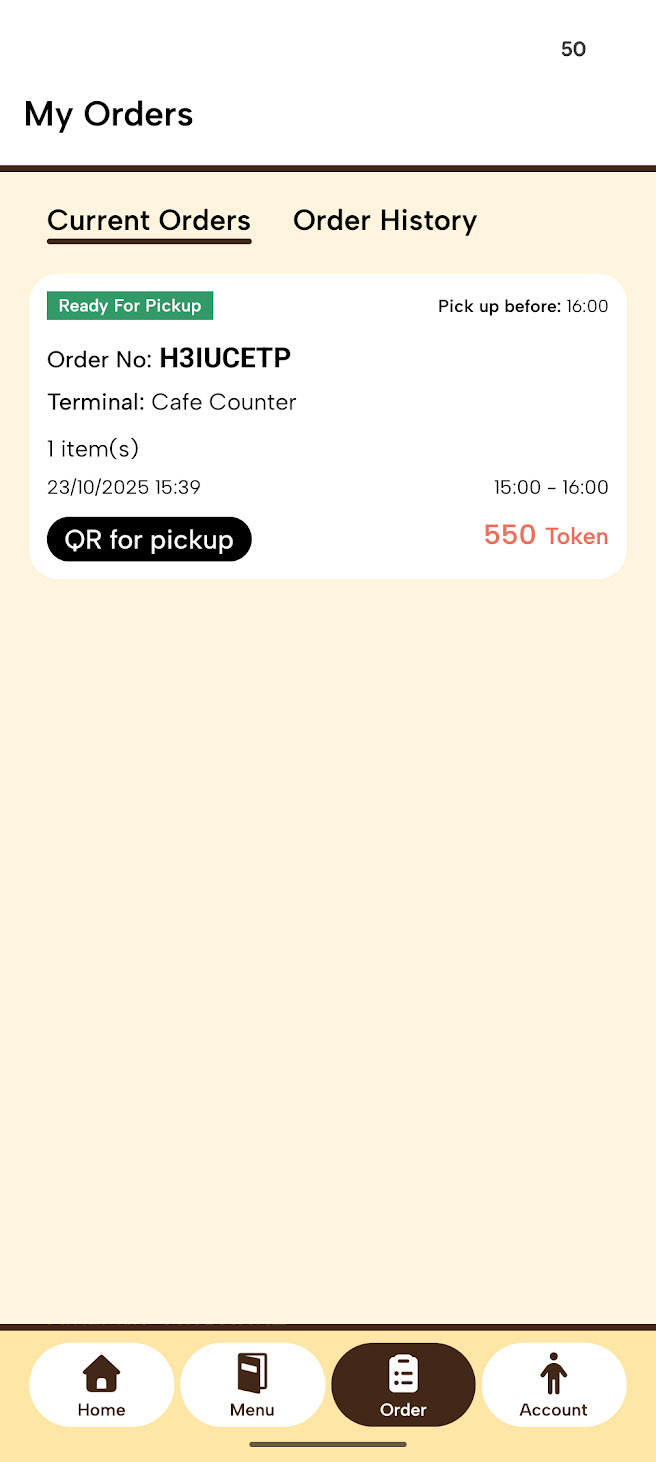 50
My Orders
Current Orders Order History
Ready For Pickup Pick up before: 16:00
Order No: H3IUCETP
Terminal: Cafe Counter
1 item(s)
23/10/2025 15:39 15:00 - 16:00
QR for pickup 550 Token
Home Menu Order Account